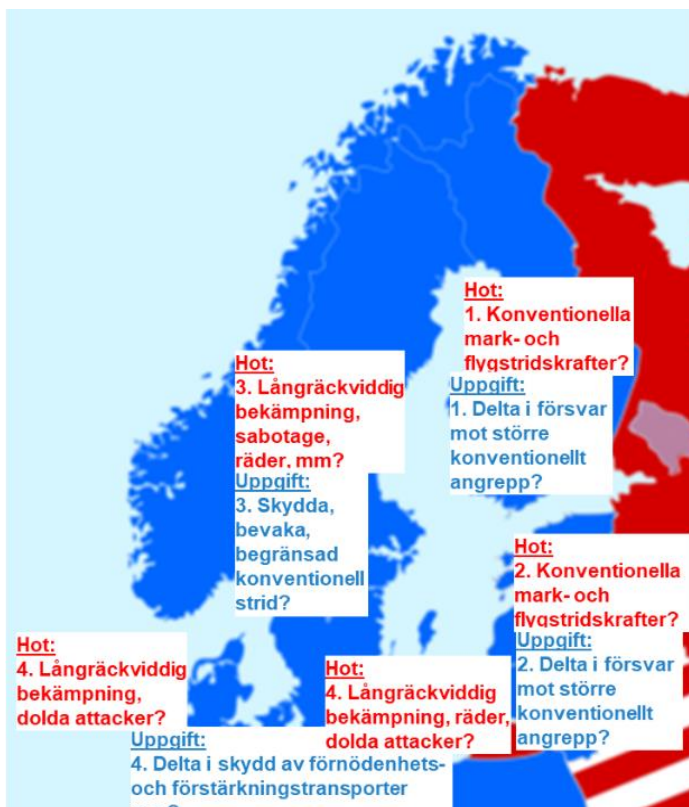 Hot:
1. Konventionella
mark- och
flygstridskrafter?
Uppgift:
1. Delta i försvar
mot större
konventionellt
angrepp?
Hot:
3. Långräckviddig
bekämpning,
sabotage,
räder, mm?
Uppgift:
3. Skydda,
bevaka,
begränsad
konventionell
strid?
Hot:
2. Konventionella
mark- och
flygstridskrafter?
Uppgift:
2. Delta i försvar
mot större
konventionellt
angrepp?
Hot:
4. Långräckviddig
bekämpning,
dolda attacker?
Hot:
4. Långräckviddig
bekämpning, räder,
dolda attacker?
Uppgift:
4. Delta i skydd av förnödenhets-
och förstärkningstransporter